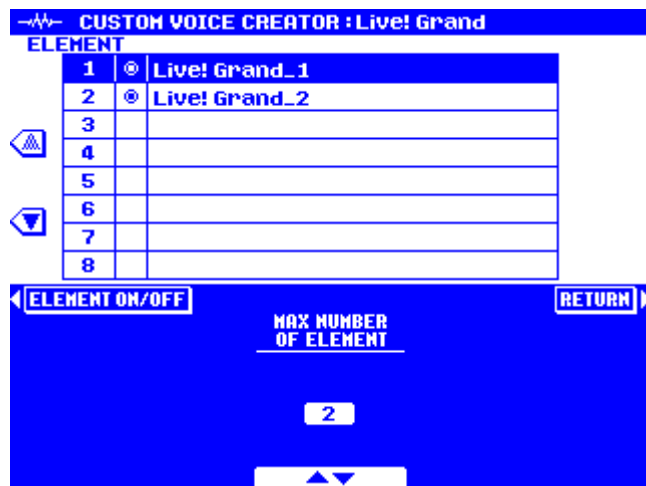 CUSTOM VOICE CREATOR : Live! Grand
ELEMENT
1 Live! Grand_1
2 Live! Grand_2
3
4
5
6
7
8
ELEMENT ON/OFF RETURN
MAX NUMBER
OF ELEMENT
2